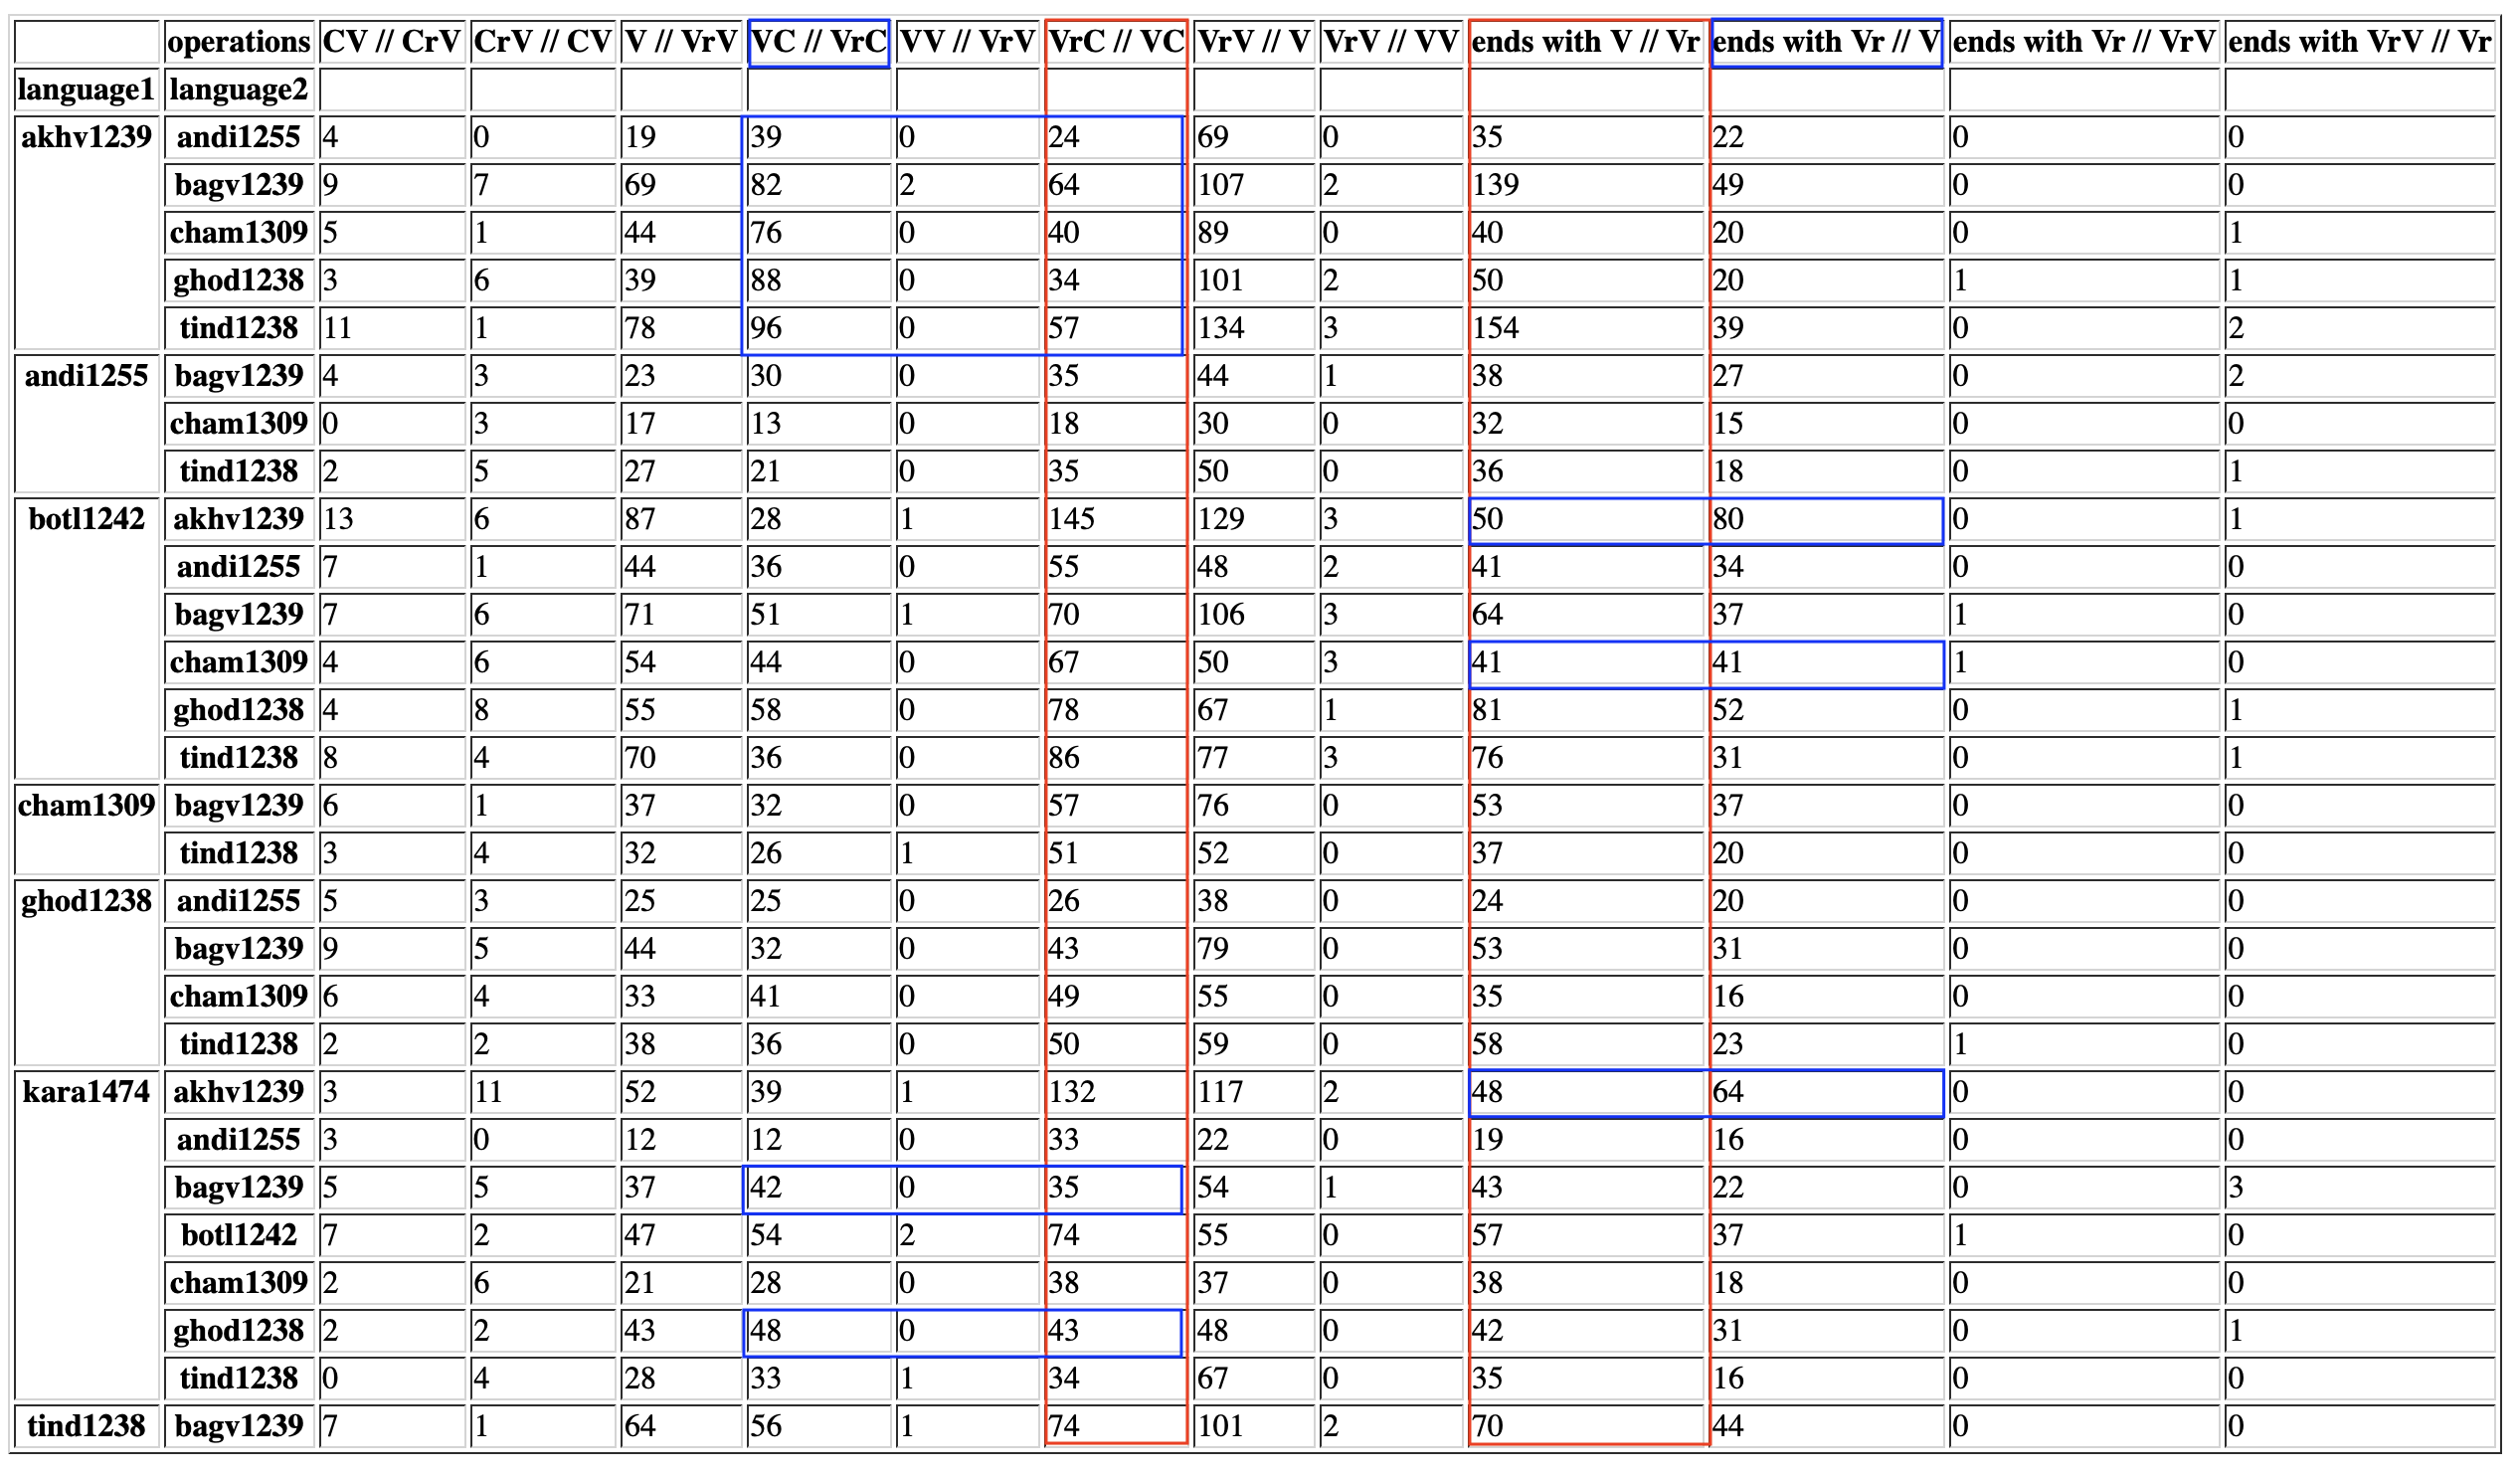 operations CV // CrV CrV // CV V // VrV VC // VrC VV // VrV VrC // VC VrV // V VrV // VV ends with V // Vr ends with Vr // V ends with Vr // VrV ends with VrV // Vr
language1 language2
akhv1239 andi1255 4 0 19 39 0 24 69 0 35 22 0 0
bagv1239 9 7 69 82 2 64 107 2 139 49 0 0
cham1309 5 1 44 76 0 40 89 0 40 20 0 1
ghod1238 3 6 39 88 0 34 101 2 50 20 1 1
tind1238 11 1 78 96 0 57 134 3 154 39 0 2
andi1255 bagv1239 4 3 23 30 0 35 44 1 38 27 0 2
cham1309 0 3 17 13 0 18 30 0 32 15 0 0
tind1238 2 5 27 21 0 35 50 0 36 18 0 1
botl1242 akhv1239 13 6 87 28 1 145 129 3 50 80 0 1
andi1255 7 1 44 36 0 55 48 2 41 34 0 0
bagv1239 7 6 71 51 1 70 106 3 64 37 1 0
cham1309 4 6 54 44 0 67 50 3 41 41 1 0
ghod1238 4 8 55 58 0 78 67 1 81 52 0 1
tind1238 8 4 70 36 0 86 77 3 76 31 0 1
cham1309 bagv1239 6 1 37 32 0 57 76 0 53 37 0 0
tind1238 3 4 32 26 1 51 52 0 37 20 0 0
ghod1238 andi1255 5 3 25 25 0 26 38 0 24 20 0 0
bagv1239 9 5 44 32 0 43 79 0 53 31 0 0
cham1309 6 4 33 41 0 49 55 0 35 16 0 0
tind1238 2 2 38 36 0 50 59 0 58 23 1 0
kara1474 akhv1239 3 11 52 39 1 132 117 2 48 64 0 0
andi1255 3 0 12 12 0 33 22 0 19 16 0 0
bagv1239 5 5 37 42 0 35 54 1 43 22 0 3
botl1242 7 2 47 54 2 74 55 0 57 37 1 0
cham1309 2 6 21 28 0 38 37 0 38 18 0 0
ghod1238 2 2 43 48 0 43 48 0 42 31 0 1
tind1238 0 4 28 33 1 34 67 0 35 16 0 0
tind1238 bagv1239 7 1 64 56 1 74 101 2 70 44 0 0